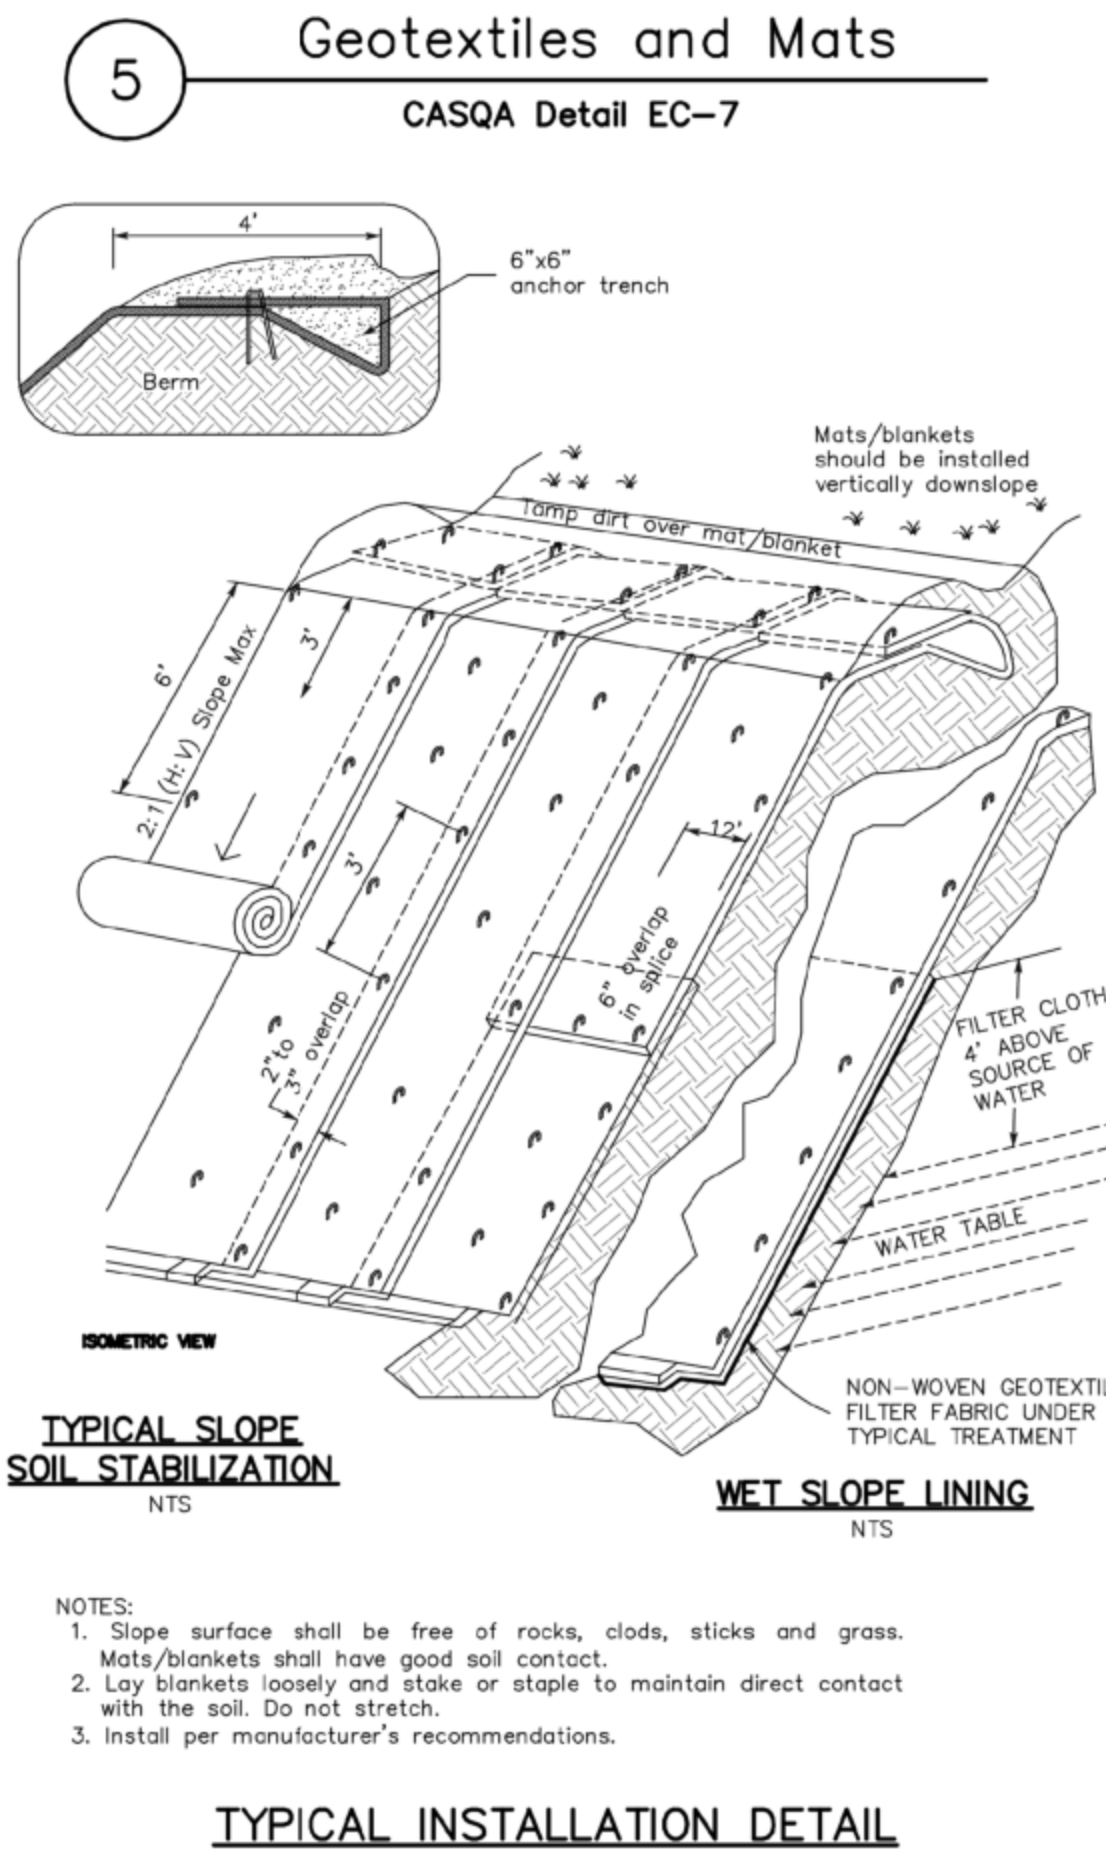 5
Geotextiles and Mats
CASQA Detail EC-7
4'
6"x6"
anchor trench
Berm
Mats/blankets
should be installed
vertically downslope
Tamp dirt over mat/blanket
6'
2:1 (H:V) Slope Max
3'
3'
12'
6" overlap
in splice
2" to
3" overlap
FILTER CLOTH
4' ABOVE
SOURCE OF
WATER
WATER TABLE
ISOMETRIC VIEW
NON-WOVEN GEOTEXTIL
FILTER FABRIC UNDER
TYPICAL TREATMENT
TYPICAL SLOPE
SOIL STABILIZATION
NTS
WET SLOPE LINING
NTS
NOTES:
1. Slope surface shall be free of rocks, clods, sticks and grass.
Mats/blankets shall have good soil contact.
2. Lay blankets loosely and stake or staple to maintain direct contact
with the soil. Do not stretch.
3. Install per manufacturer's recommendations.
TYPICAL INSTALLATION DETAIL